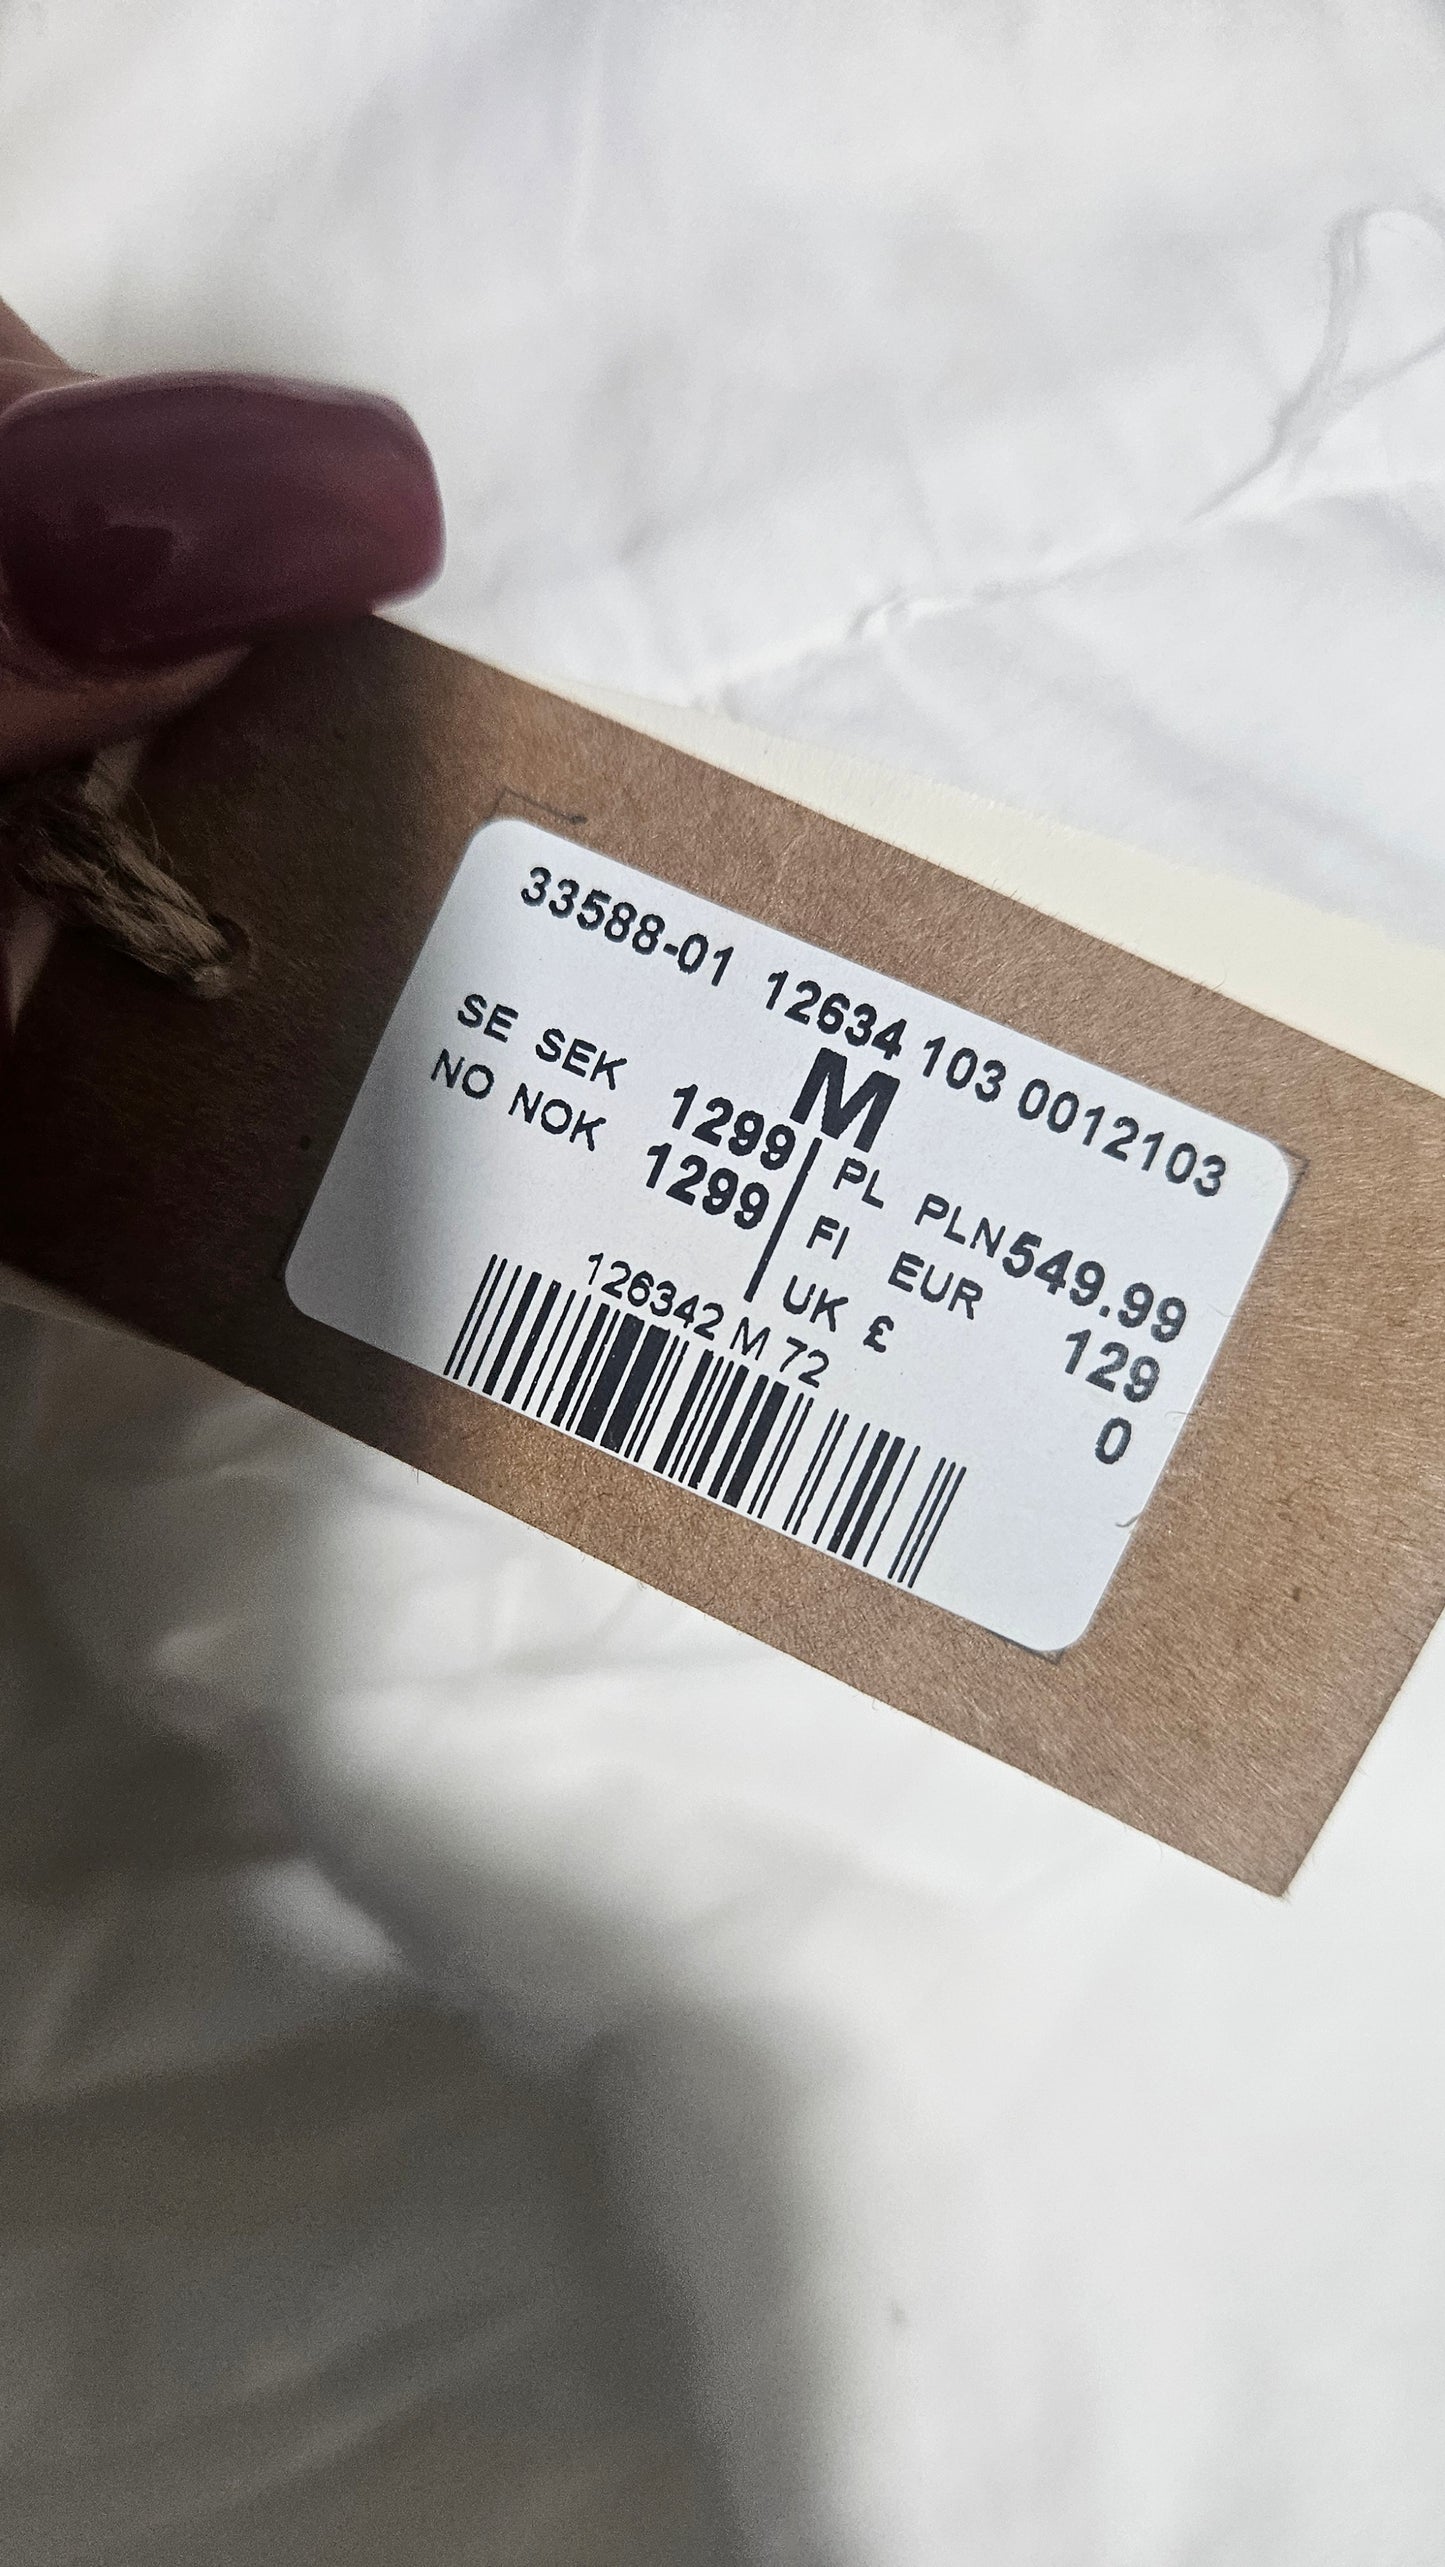 33588-01 12634 103 0012103
M
SE SEK 1299
NO NOK 1299
PL PLN 549.99
FI EUR 129
UK £ 0
126342 M 72